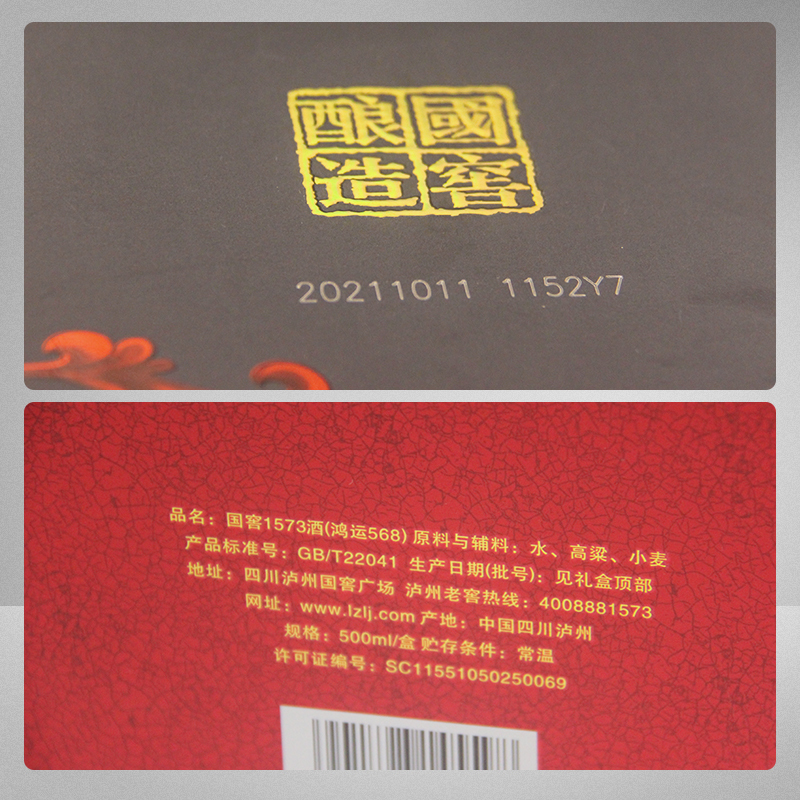 國窖
酿造
20211011 1152Y7
品名：国窖1573酒(鸿运568) 原料与辅料：水、高粱、小麦
产品标准号：GB/T22041 生产日期(批号)：见礼盒顶部
地址：四川泸州国窖广场 泸州老窖热线：4008881573
网址：www.lzlj.com 产地：中国四川泸州
规格：500ml/盒 贮存条件：常温
许可证编号：SC11551050250069